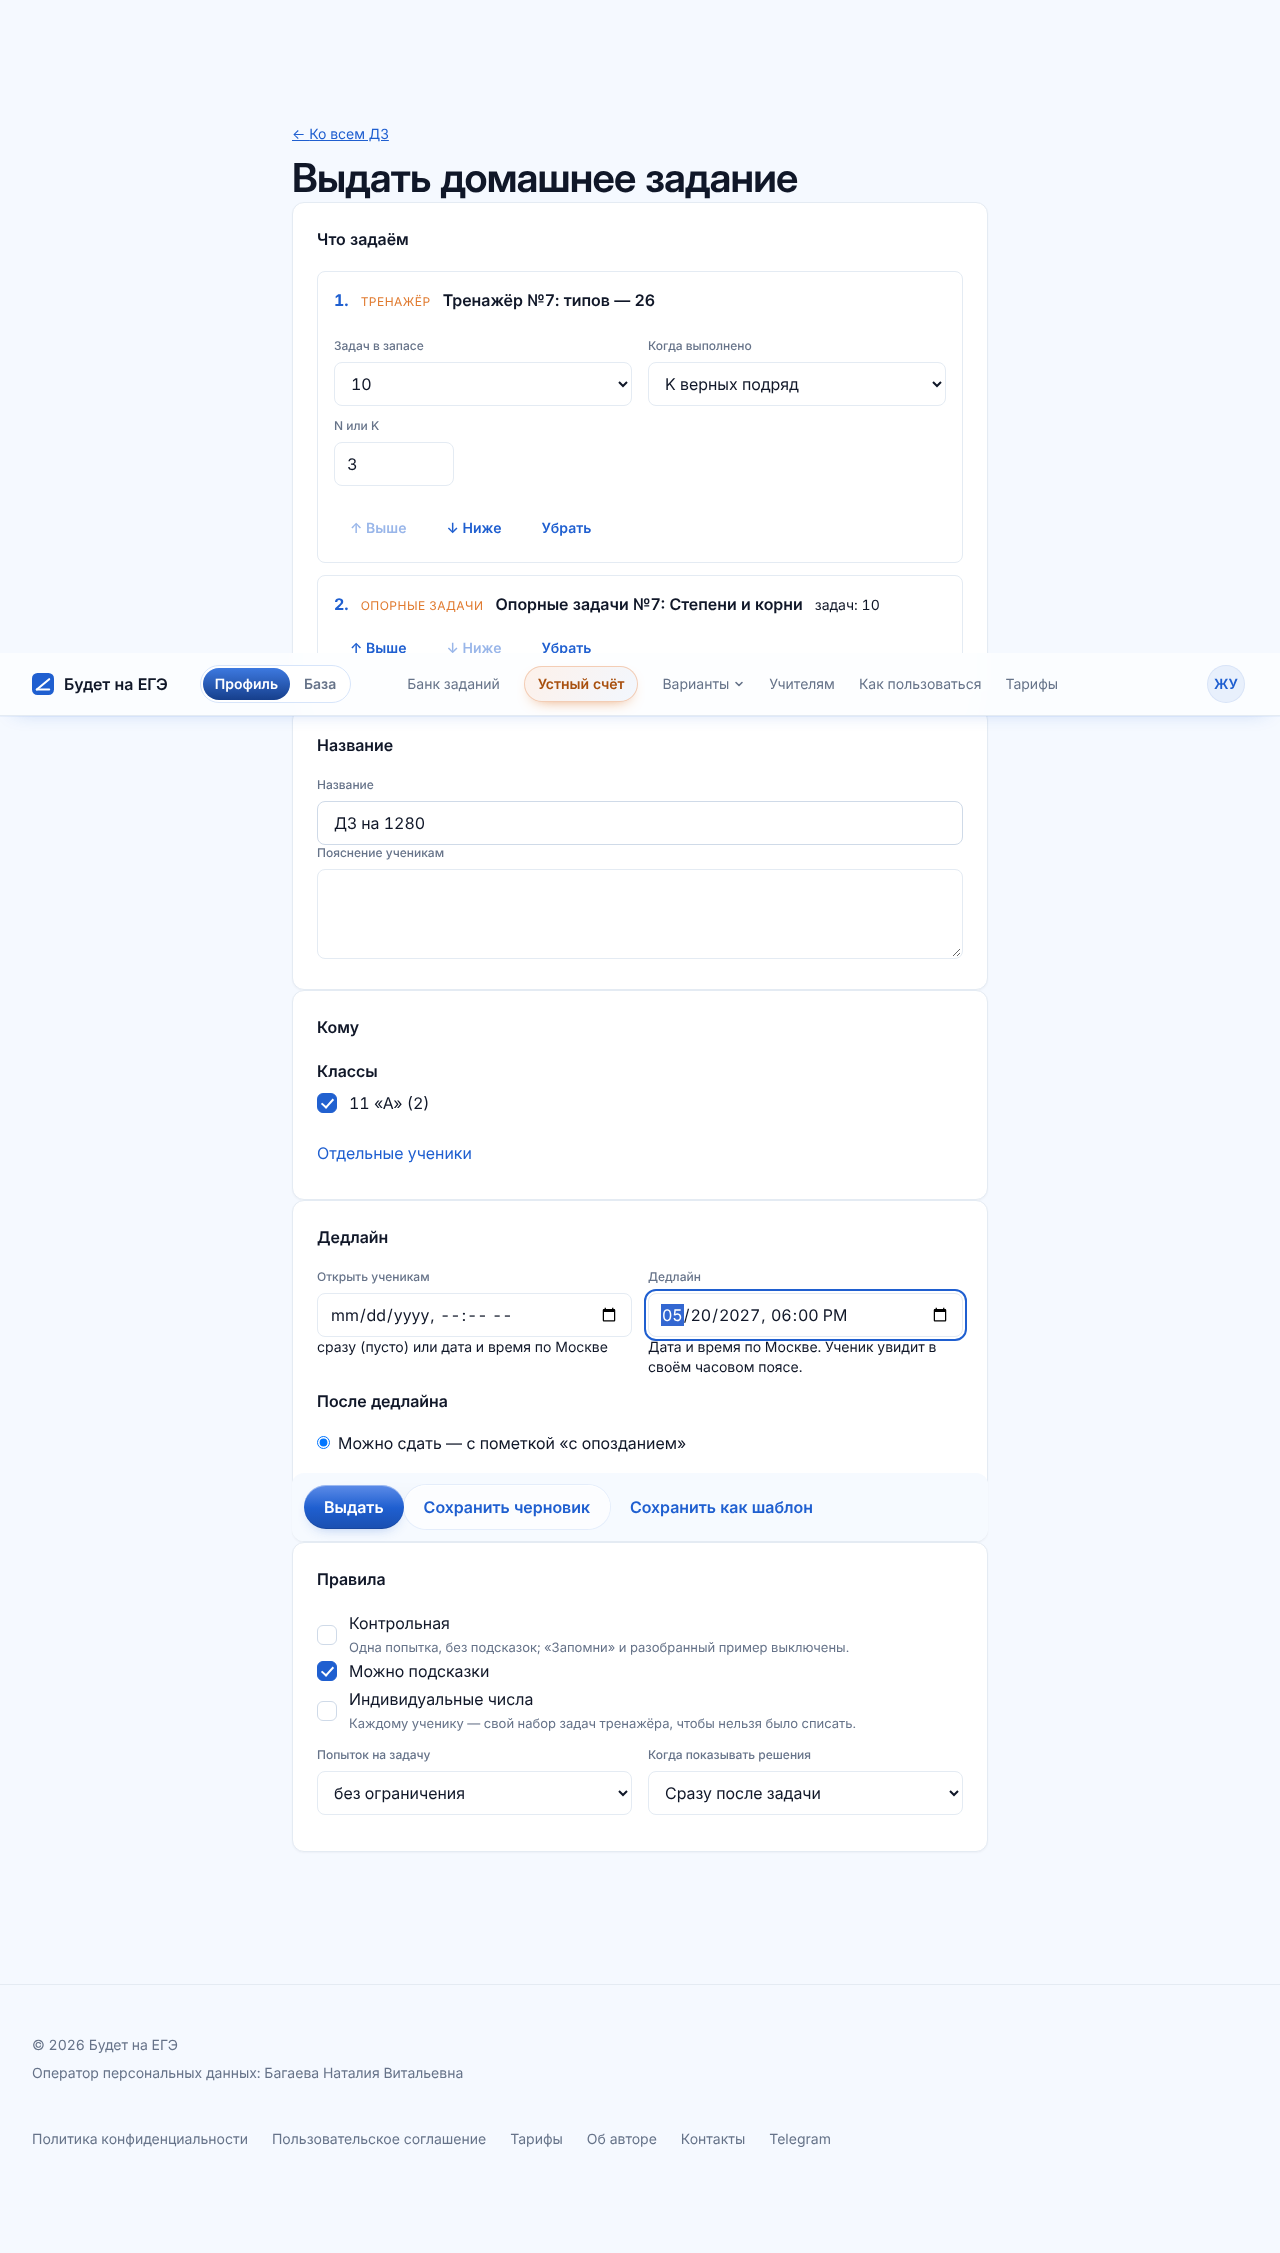 ← Ко всем ДЗ
Выдать домашнее задание
Что задаём
1. ТРЕНАЖЁР Тренажёр №7: типов — 26
Задач в запасе Когда выполнено
10 K верных подряд
N или K
3
↑ Выше ↓ Ниже Убрать
2. ОПОРНЫЕ ЗАДАЧИ Опорные задачи №7: Степени и корни задач: 10
↑ Выше ↓ Ниже Убрать
Будет на ЕГЭ Профиль База Банк заданий Устный счёт Варианты Учителям Как пользоваться Тарифы ЖУ
Название
Название
ДЗ на 1280
Пояснение ученикам
Кому
Классы
11 «А» (2)
Отдельные ученики
Дедлайн
Открыть ученикам Дедлайн
mm/dd/yyyy, --:-- -- 05/20/2027, 06:00 PM
сразу (пусто) или дата и время по Москве Дата и время по Москве. Ученик увидит в
своём часовом поясе.
После дедлайна
Можно сдать — с пометкой «с опозданием»
Выдать Сохранить черновик Сохранить как шаблон
Правила
Контрольная
Одна попытка, без подсказок; «Запомни» и разобранный пример выключены.
Можно подсказки
Индивидуальные числа
Каждому ученику — свой набор задач тренажёра, чтобы нельзя было списать.
Попыток на задачу Когда показывать решения
без ограничения Сразу после задачи
© 2026 Будет на ЕГЭ
Оператор персональных данных: Багаева Наталия Витальевна
Политика конфиденциальности Пользовательское соглашение Тарифы Об авторе Контакты Telegram